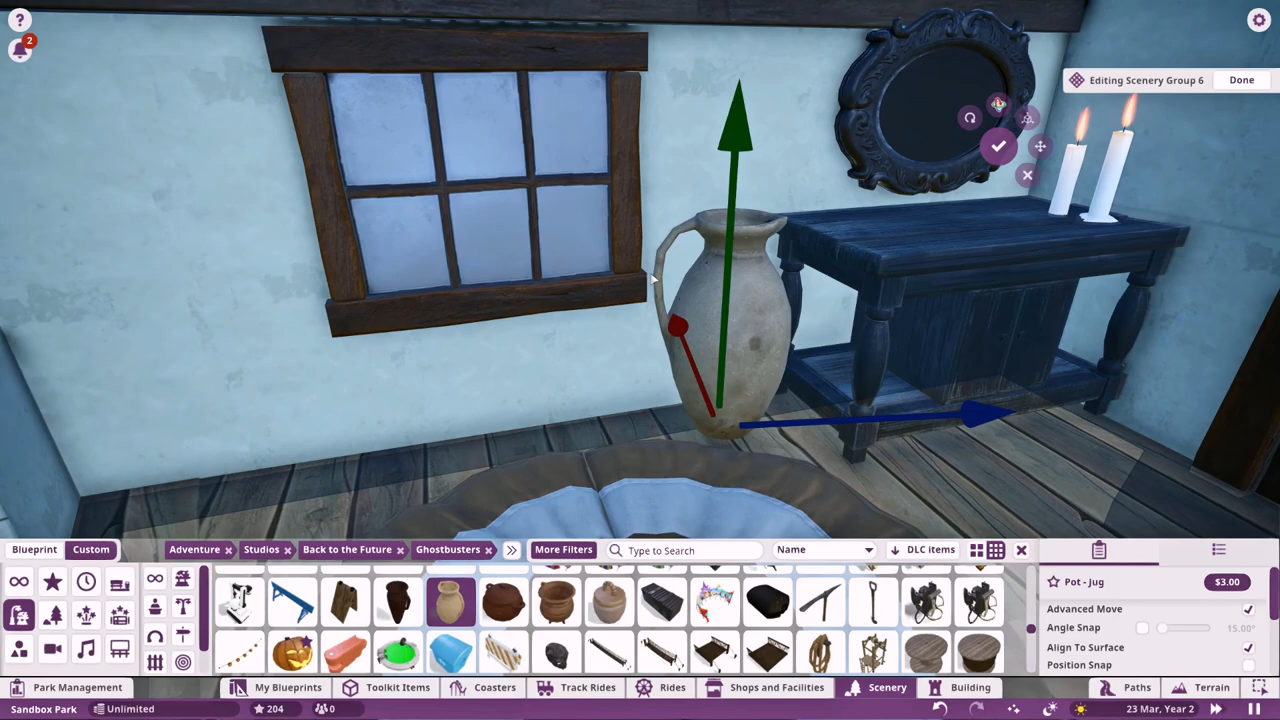 ?
2
Editing Scenery Group 6 Done
Blueprint Custom Adventure × Studios × Back to the Future × Ghostbusters × More Filters Type to Search Name DLC items
Pot - Jug $3.00
Advanced Move
Angle Snap 15.00°
Align To Surface
Position Snap
Park Management My Blueprints Toolkit Items Coasters Track Rides Rides Shops and Facilities Scenery Building Paths Terrain
Sandbox Park Unlimited 204 0 23 Mar, Year 2